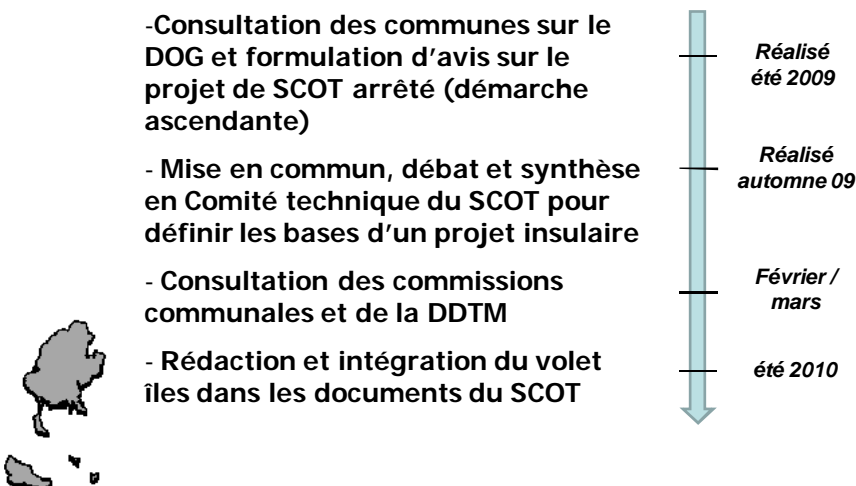 -Consultation des communes sur le
DOG et formulation d'avis sur le
projet de SCOT arrêté (démarche
ascendante)
Réalisé
été 2009
- Mise en commun, débat et synthèse
en Comité technique du SCOT pour
définir les bases d'un projet insulaire
Réalisé
automne 09
- Consultation des commissions
communales et de la DDTM
Février /
mars
- Rédaction et intégration du volet
îles dans les documents du SCOT
été 2010